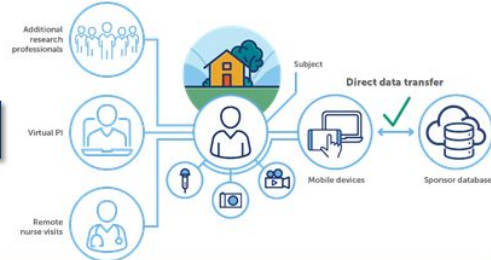 Additional
research
professionals
Subject
Direct data transfer
Virtual PI
Mobile devices
Sponsor database
Remote
nurse visits